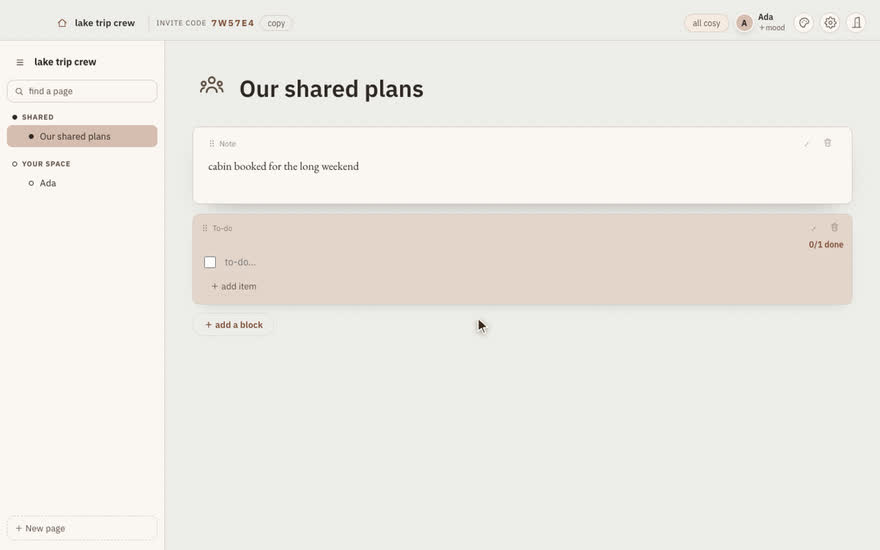 lake trip crew
INVITE CODE 7W57E4 copy
all cosy
A
Ada
+mood
lake trip crew
find a page
SHARED
Our shared plans
YOUR SPACE
Ada
+ New page
Our shared plans
Note
cabin booked for the long weekend
To-do
0/1 done
to-do...
+ add item
+ add a block